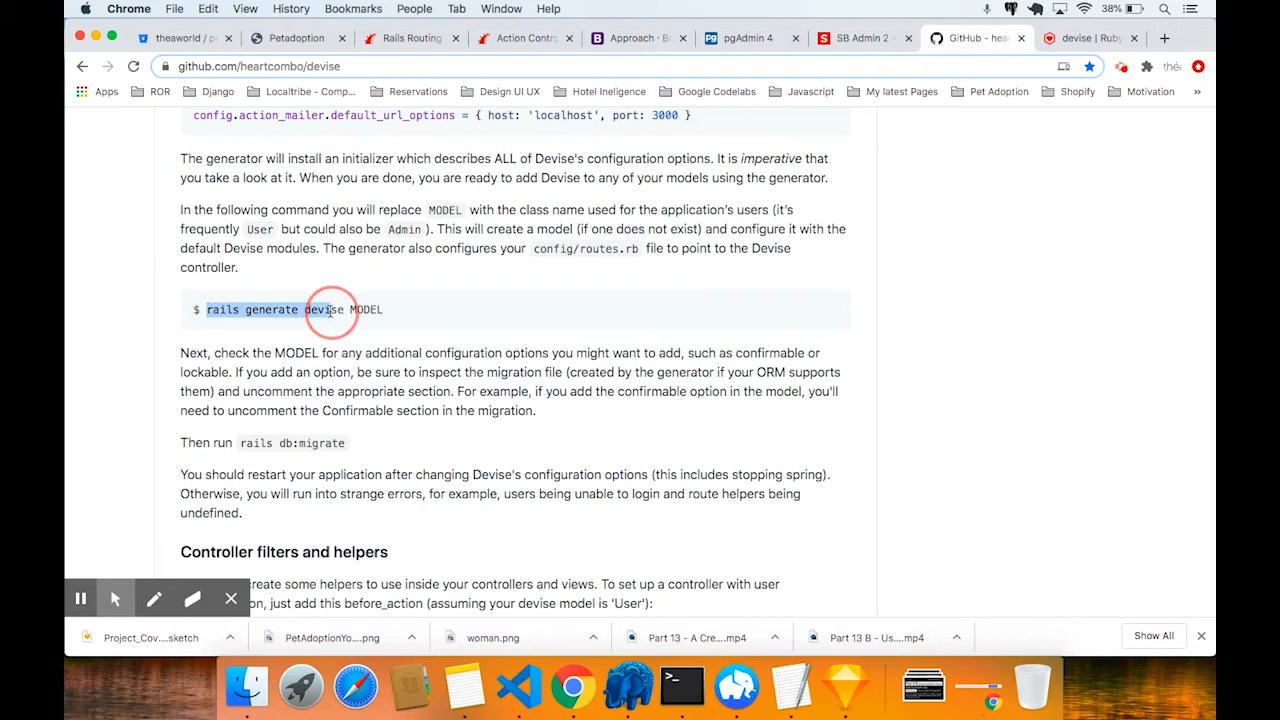 Chrome File Edit View History Bookmarks People Tab Window Help 38%
theaworld / p Petadoption Rails Routing Action Contro Approach · Bo pgAdmin 4 SB Admin 2 - GitHub - hear devise | Ruby
github.com/heartcombo/devise
Apps ROR Django Localtribe - Comp... Reservations Design UI UX Hotel Inteligence Google Codelabs Javascript My latest Pages Pet Adoption Shopify Motivation »
config.action_mailer.default_url_options = { host: 'localhost', port: 3000 }
The generator will install an initializer which describes ALL of Devise's configuration options. It is imperative that
you take a look at it. When you are done, you are ready to add Devise to any of your models using the generator.
In the following command you will replace MODEL with the class name used for the application's users (it's
frequently User but could also be Admin ). This will create a model (if one does not exist) and configure it with the
default Devise modules. The generator also configures your config/routes.rb file to point to the Devise
controller.
$ rails generate devise MODEL
Next, check the MODEL for any additional configuration options you might want to add, such as confirmable or
lockable. If you add an option, be sure to inspect the migration file (created by the generator if your ORM supports
them) and uncomment the appropriate section. For example, if you add the confirmable option in the model, you'll
need to uncomment the Confirmable section in the migration.
Then run rails db:migrate
You should restart your application after changing Devise's configuration options (this includes stopping spring).
Otherwise, you will run into strange errors, for example, users being unable to login and route helpers being
undefined.
Controller filters and helpers
create some helpers to use inside your controllers and views. To set up a controller with user
on, just add this before_action (assuming your devise model is 'User'):
Project_Cov....sketch PetAdoptionYo....png woman.png Part 13 - A Cre....mp4 Part 13 B - Us....mp4 Show All